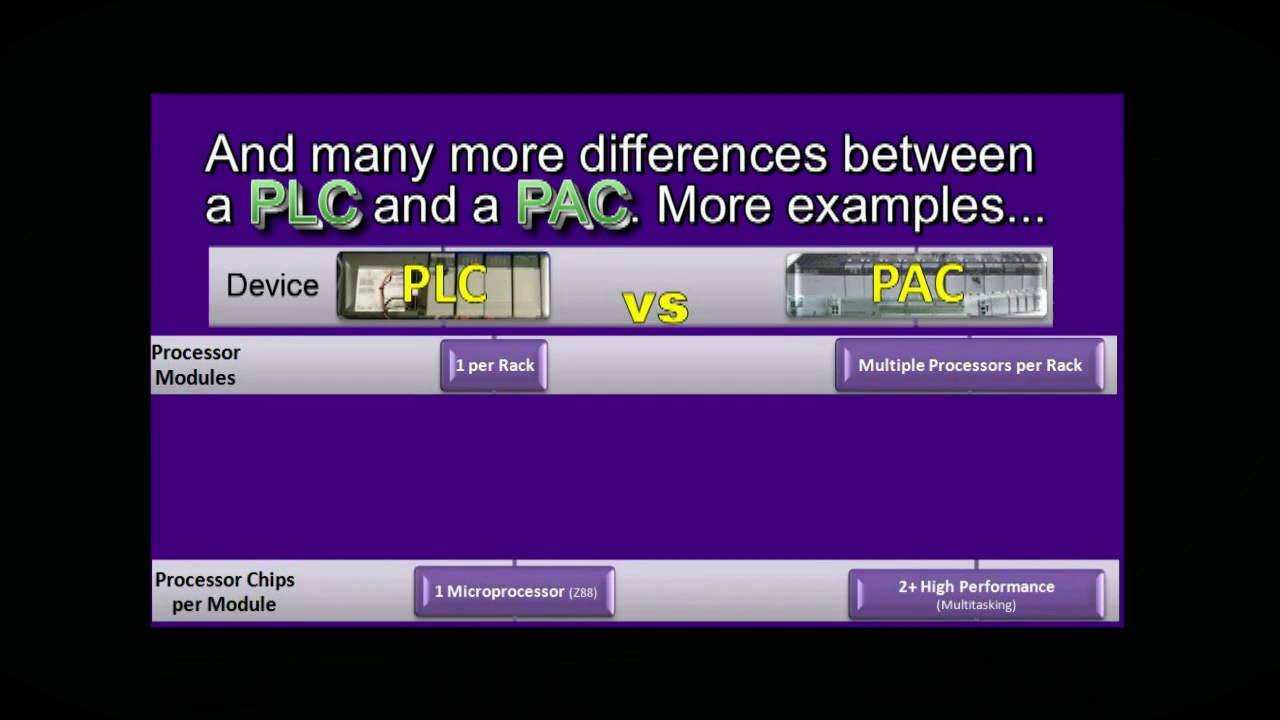 And many more differences between
a PLC and a PAC. More examples...
Device PLC vs PAC
Processor
Modules
1 per Rack
Multiple Processors per Rack
Processor Chips
per Module
1 Microprocessor (Z88)
2+ High Performance
(Multitasking)